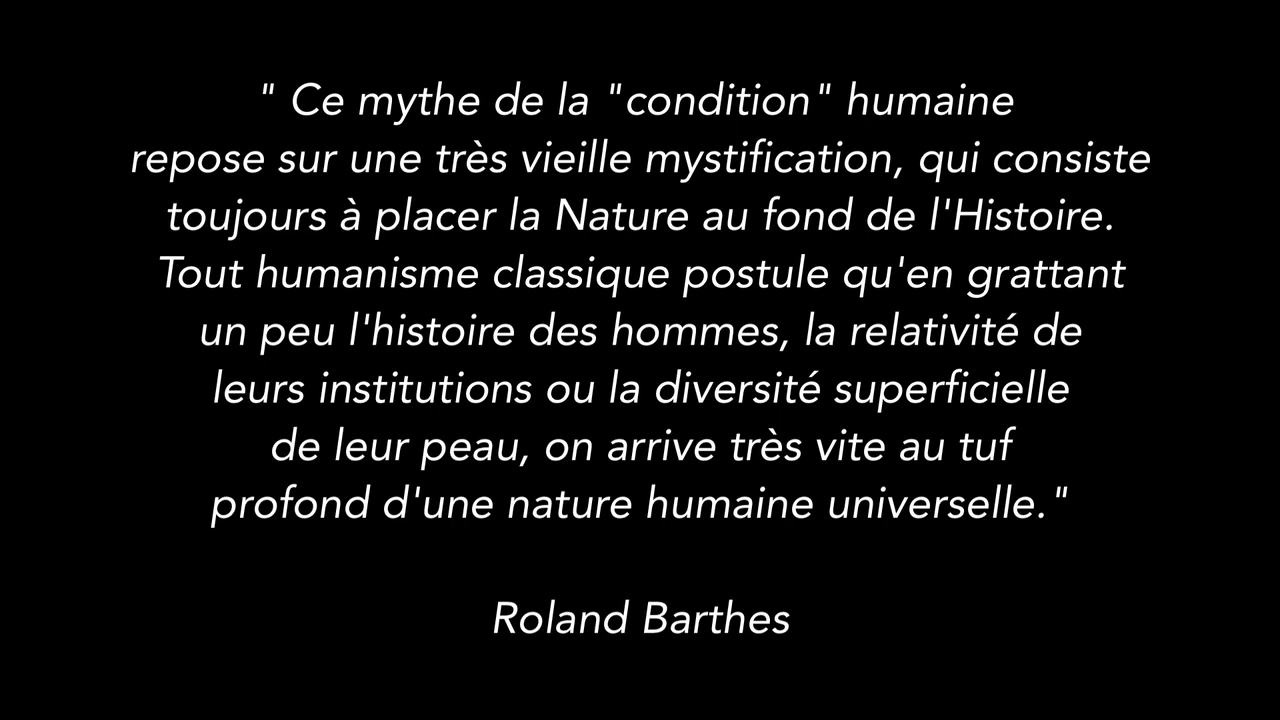 " Ce mythe de la "condition" humaine
repose sur une très vieille mystification, qui consiste
toujours à placer la Nature au fond de l'Histoire.
Tout humanisme classique postule qu'en grattant
un peu l'histoire des hommes, la relativité de
leurs institutions ou la diversité superficielle
de leur peau, on arrive très vite au tuf
profond d'une nature humaine universelle."
Roland Barthes